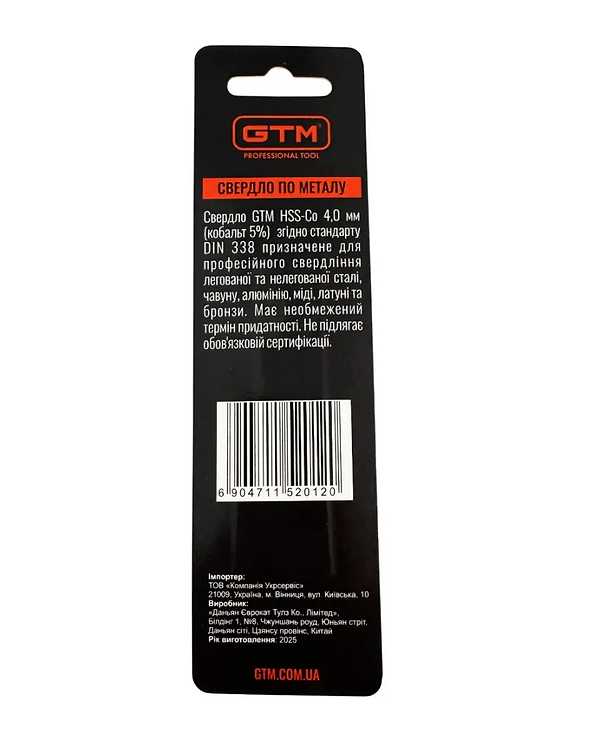 GTM
PROFESSIONAL TOOL
СВЕРДЛО ПО МЕТАЛУ
Свердло GTM HSS-Co 4,0 мм
(кобальт 5%) згідно стандарту
DIN 338 призначене для
професійного свердління
легованої та нелегованої сталі,
чавуну, алюмінію, міді, латуні та
бронзи. Має необмежений
термін придатності. Не підлягає
обов'язковій сертифікації.
6 904711 520120
Імпортер:
ТОВ «Компанія Укрсервіс»
21009, Україна, м. Вінниця, вул. Київська, 10
Виробник:
«Даньян Єврокат Тулз Ко., Лімітед»,
Білдінг 1, №8, Чжуншань роуд, Юньян стріт,
Даньян сіті, Цзянсу провінс, Китай
Рік виготовлення: 2025
GTM.COM.UA